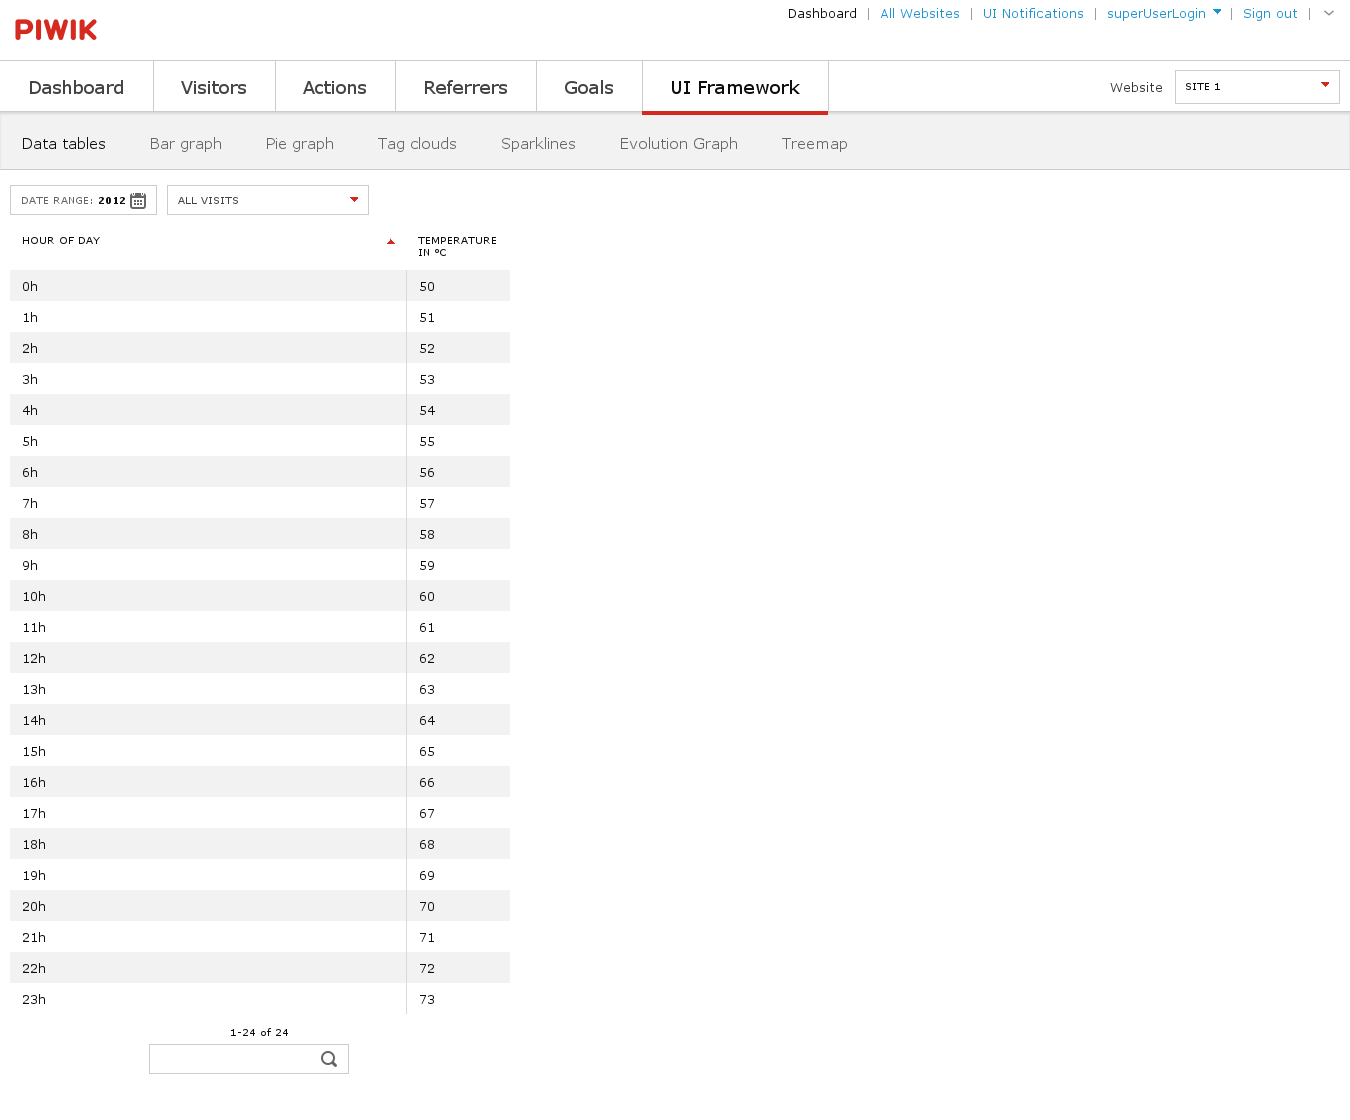 PIWIK
Dashboard | All Websites | UI Notifications | superUserLogin | Sign out |
Dashboard Visitors Actions Referrers Goals UI Framework Website SITE 1
Data tables Bar graph Pie graph Tag clouds Sparklines Evolution Graph Treemap
DATE RANGE: 2012 ALL VISITS
HOUR OF DAY TEMPERATURE
IN °C
0h 50
1h 51
2h 52
3h 53
4h 54
5h 55
6h 56
7h 57
8h 58
9h 59
10h 60
11h 61
12h 62
13h 63
14h 64
15h 65
16h 66
17h 67
18h 68
19h 69
20h 70
21h 71
22h 72
23h 73
1-24 of 24